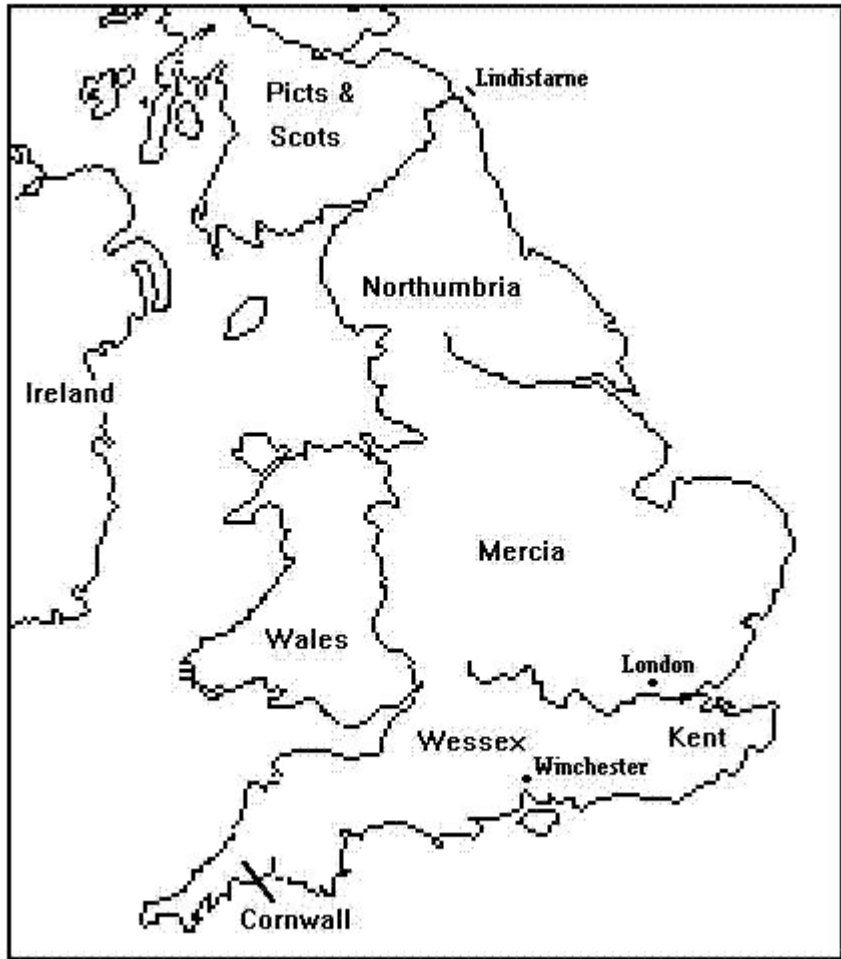 Lindisfarne
Picts &
Scots
Northumbria
Ireland
Mercia
Wales
London
Wessex
Kent
Winchester
Cornwall